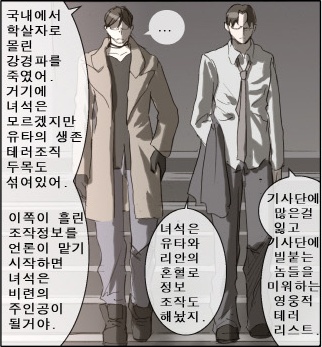 국내에서
학살자로
몰린
강경파를
죽였어.
거기에
녀석은
모르겠지만
유타의 생존
테러조직
두목도
섞여있어.
...
이쪽이 흘린
조작정보를
언론이 맡기
시작하면
녀석은
비련의
주인공이
될거야.
녀석은
유타와
리안의
혼혈로
정보
조작도
해놨지.
기사단에
많은걸
잃고
기사단에
빌붙는
놈들을
미워하는
영웅적
테러
리스트.